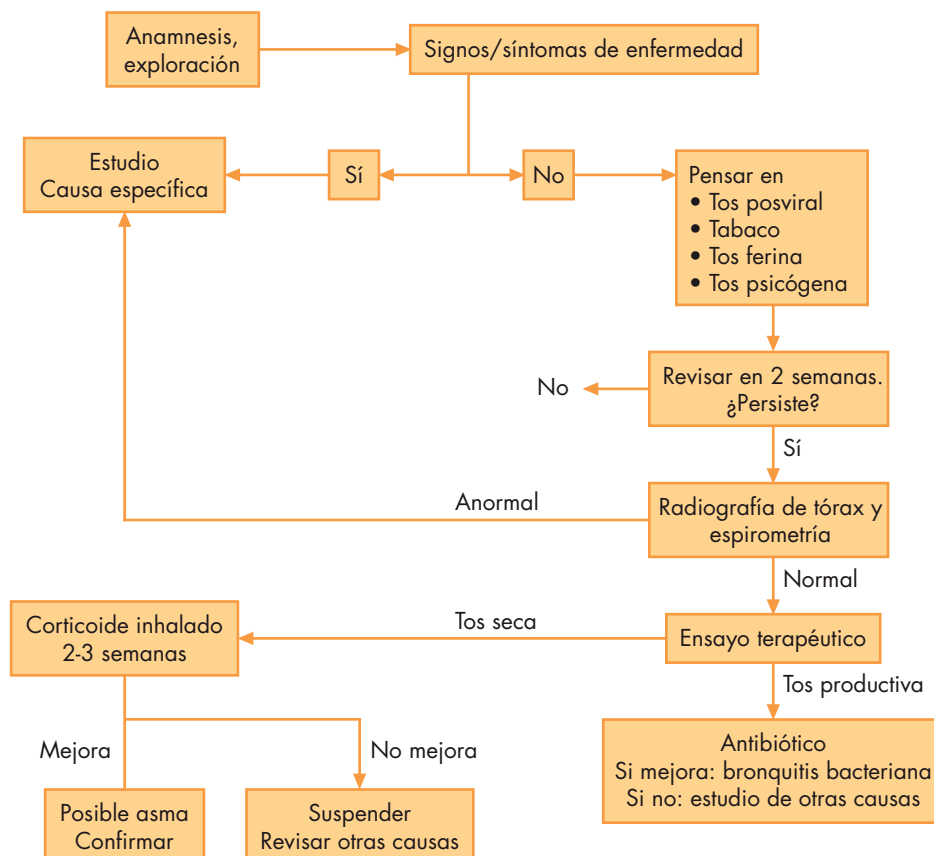 Anamnesis,
exploración
Signos/síntomas de enfermedad
Estudio
Causa específica
Sí
No
Pensar en
• Tos posviral
• Tabaco
• Tos ferina
• Tos psicógena
No
Revisar en 2 semanas.
¿Persiste?
Sí
Anormal
Radiografía de tórax y
espirometría
Normal
Corticoide inhalado
2-3 semanas
Tos seca
Ensayo terapéutico
Tos productiva
Mejora
No mejora
Antibiótico
Si mejora: bronquitis bacteriana
Si no: estudio de otras causas
Posible asma
Confirmar
Suspender
Revisar otras causas